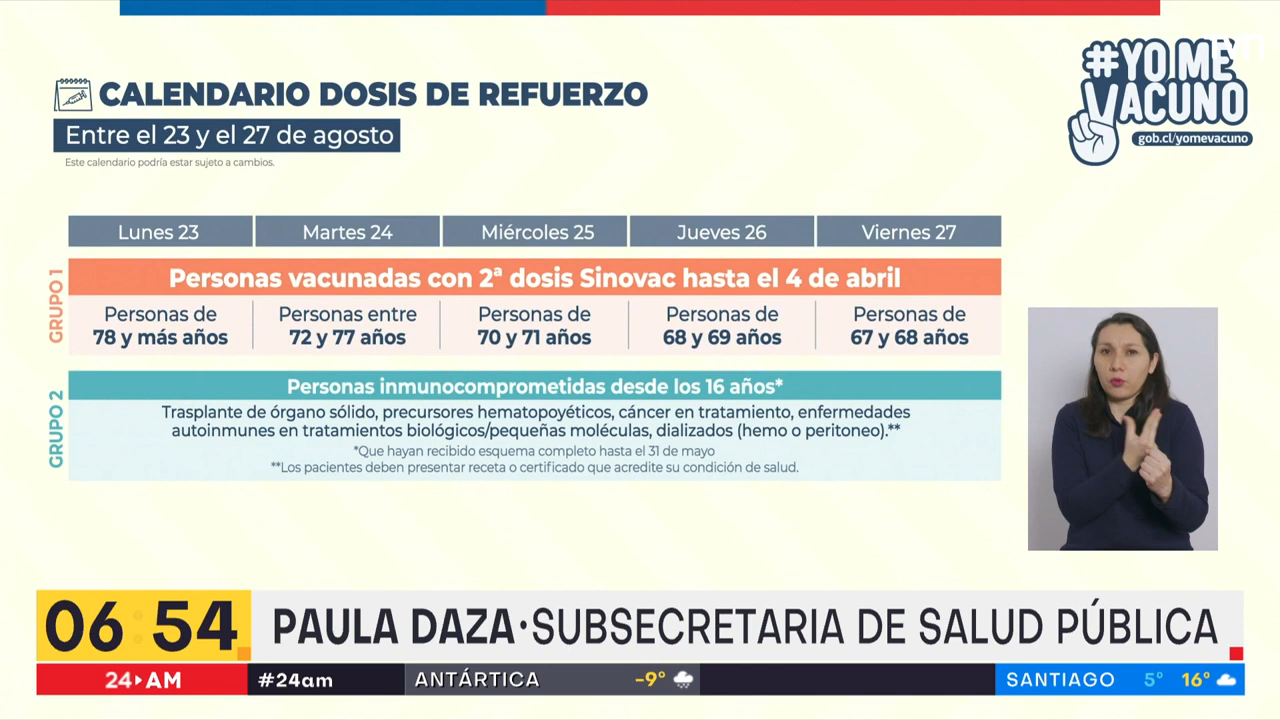 tvn
#YO ME
VACUNO
gob.cl/yomevacuno
CALENDARIO DOSIS DE REFUERZO
Entre el 23 y el 27 de agosto
Este calendario podría estar sujeto a cambios.
Lunes 23 Martes 24 Miércoles 25 Jueves 26 Viernes 27
GRUPO 1
Personas vacunadas con 2ª dosis Sinovac hasta el 4 de abril
Personas de Personas entre Personas de Personas de Personas de
78 y más años 72 y 77 años 70 y 71 años 68 y 69 años 67 y 68 años
GRUPO 2
Personas inmunocomprometidas desde los 16 años*
Trasplante de órgano sólido, precursores hematopoyéticos, cáncer en tratamiento, enfermedades
autoinmunes en tratamientos biológicos/pequeñas moléculas, dializados (hemo o peritoneo).**
*Que hayan recibido esquema completo hasta el 31 de mayo
**Los pacientes deben presentar receta o certificado que acredite su condición de salud.
06:54 PAULA DAZA·SUBSECRETARIA DE SALUD PÚBLICA
24 AM #24am ANTÁRTICA -9° SANTIAGO 5° 16°